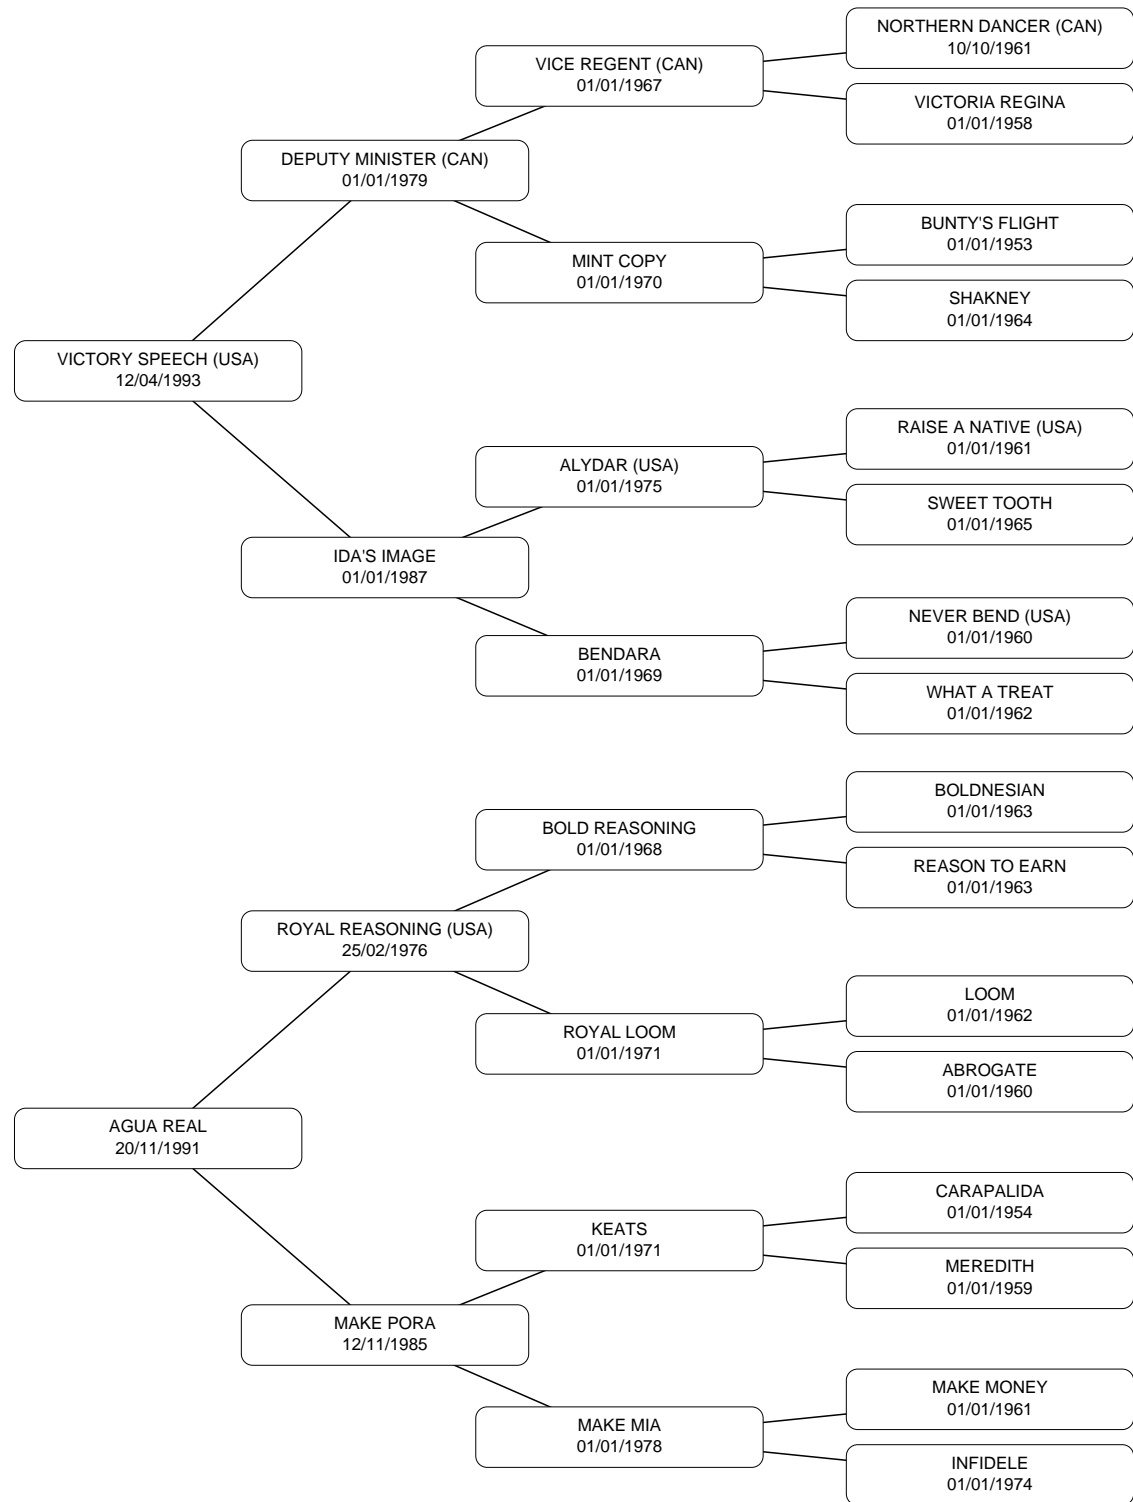 NORTHERN DANCER (CAN)
10/10/1961
VICE REGENT (CAN)
01/01/1967
VICTORIA REGINA
01/01/1958
DEPUTY MINISTER (CAN)
01/01/1979
BUNTY'S FLIGHT
01/01/1953
MINT COPY
01/01/1970
SHAKNEY
01/01/1964
VICTORY SPEECH (USA)
12/04/1993
RAISE A NATIVE (USA)
01/01/1961
ALYDAR (USA)
01/01/1975
SWEET TOOTH
01/01/1965
IDA'S IMAGE
01/01/1987
NEVER BEND (USA)
01/01/1960
BENDARA
01/01/1969
WHAT A TREAT
01/01/1962
BOLDNESIAN
01/01/1963
BOLD REASONING
01/01/1968
REASON TO EARN
01/01/1963
ROYAL REASONING (USA)
25/02/1976
LOOM
01/01/1962
ROYAL LOOM
01/01/1971
ABROGATE
01/01/1960
AGUA REAL
20/11/1991
CARAPALIDA
01/01/1954
KEATS
01/01/1971
MEREDITH
01/01/1959
MAKE PORA
12/11/1985
MAKE MONEY
01/01/1961
MAKE MIA
01/01/1978
INFIDELE
01/01/1974